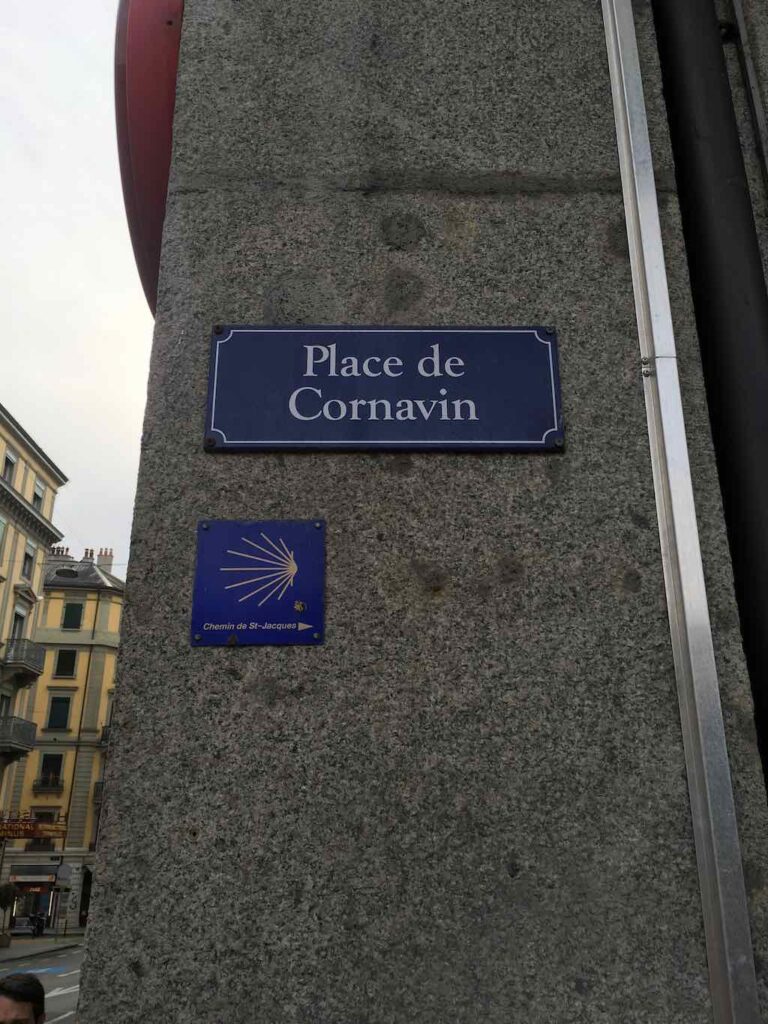 Place de
Cornavin
Chemin de St-Jacques